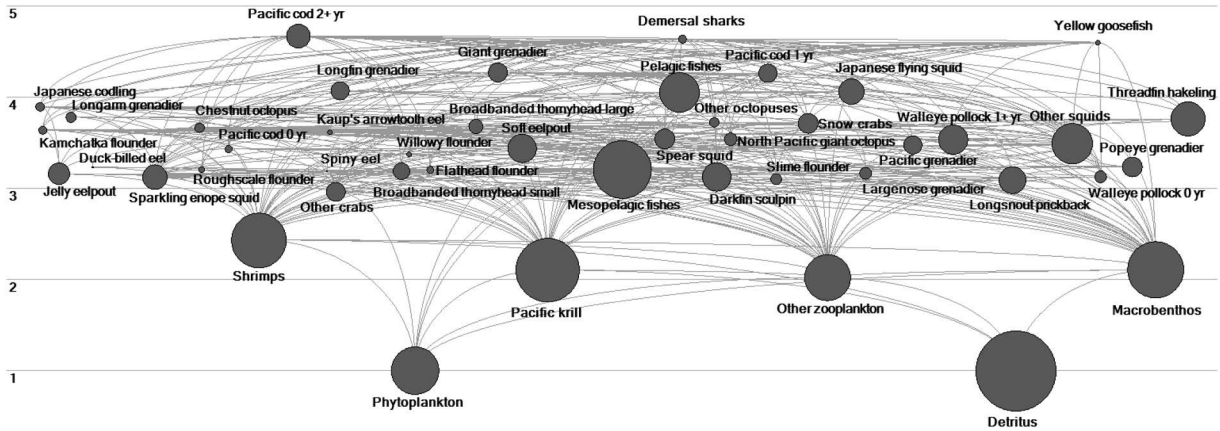 5
Pacific cod 2+ yr
Demersal sharks
Yellow goosefish
Giant grenadier
Pacific cod 1 yr
Longfin grenadier
Pelagic fishes
Japanese flying squid
4
Japanese codling
Threadfin hakeling
Longarm grenadier
Chestnut octopus
Broadbanded thornyhead-large
Other octopuses
Kaup's arrowtooth eel
Snow crabs
Walleye pollock 1+ yr
Other squids
Pacific cod 0 yr
Soft eelpout
Kamchatka flounder
Willowy flounder
North Pacific giant octopus
Popeye grenadier
Duck-billed eel
Spiny eel
Spear squid
Pacific grenadier
Roughscale flounder
Flathead flounder
Slime flounder
Jelly eelpout
Sparkling enope squid
Broadbanded thornyhead-small
Largenose grenadier
Walleye pollock 0 yr
3
Other crabs
Mesopelagic fishes
Darkfin sculpin
Longsnout prickback
Shrimps
2
Pacific krill
Other zooplankton
Macrobenthos
1
Phytoplankton
Detritus